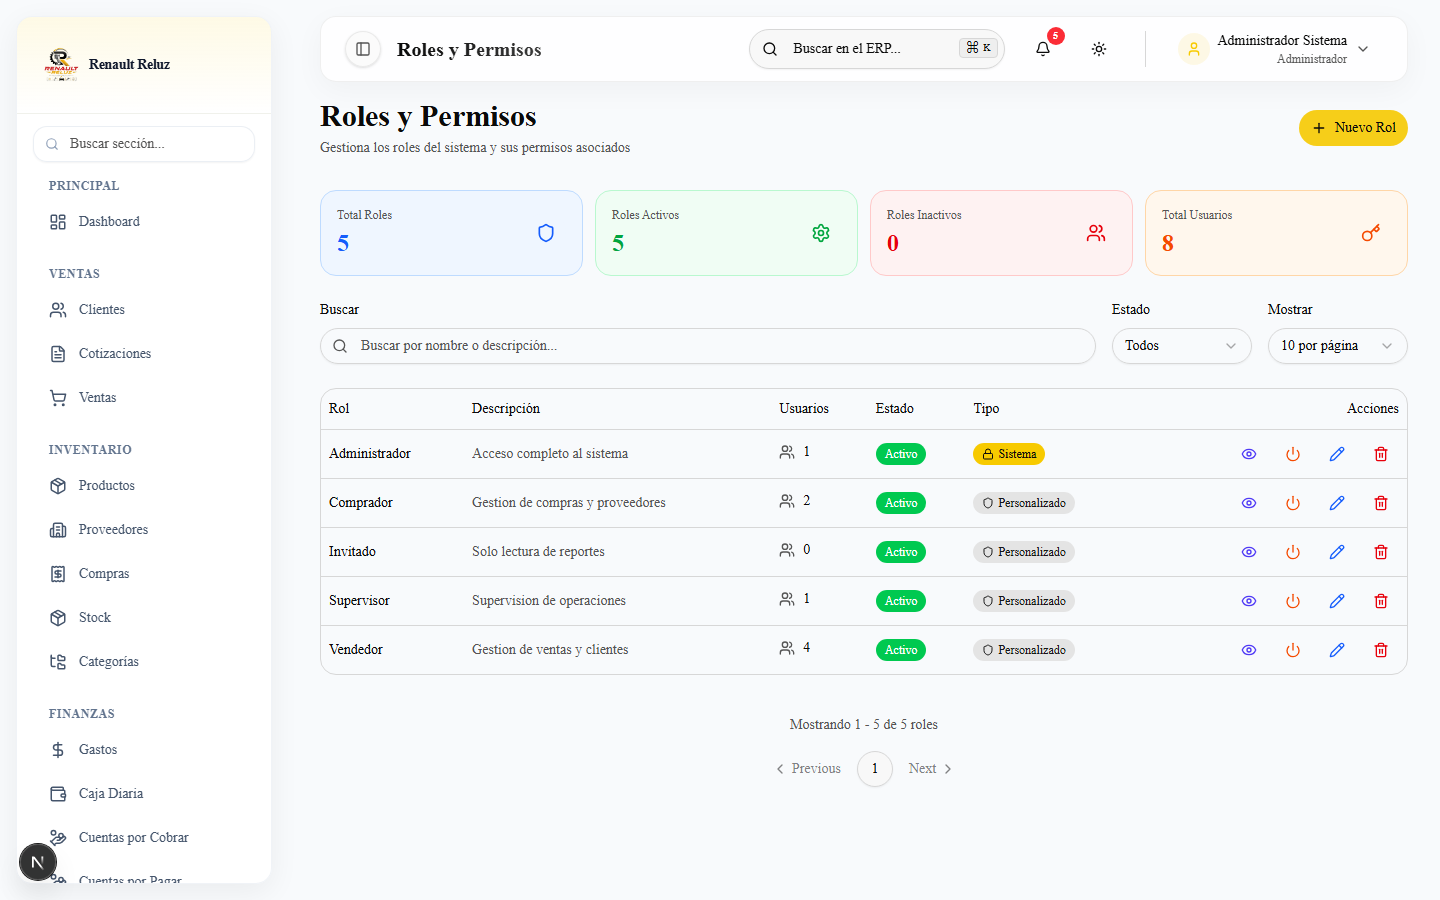 RENAULT
RELUZ
Renault Reluz
Buscar sección...
PRINCIPAL
Dashboard
VENTAS
Clientes
Cotizaciones
Ventas
INVENTARIO
Productos
Proveedores
Compras
Stock
Categorías
FINANZAS
Gastos
Caja Diaria
Cuentas por Cobrar
Cuentas por Pagar
N
Roles y Permisos
Buscar en el ERP...
⌘ K
5
Administrador Sistema
Administrador
Roles y Permisos
Gestiona los roles del sistema y sus permisos asociados
Nuevo Rol
Total Roles
5
Roles Activos
5
Roles Inactivos
0
Total Usuarios
8
Buscar
Buscar por nombre o descripción...
Estado
Todos
Mostrar
10 por página
Rol Descripción Usuarios Estado Tipo Acciones
Administrador Acceso completo al sistema 1 Activo Sistema
Comprador Gestion de compras y proveedores 2 Activo Personalizado
Invitado Solo lectura de reportes 0 Activo Personalizado
Supervisor Supervision de operaciones 1 Activo Personalizado
Vendedor Gestion de ventas y clientes 4 Activo Personalizado
Mostrando 1 - 5 de 5 roles
Previous 1 Next